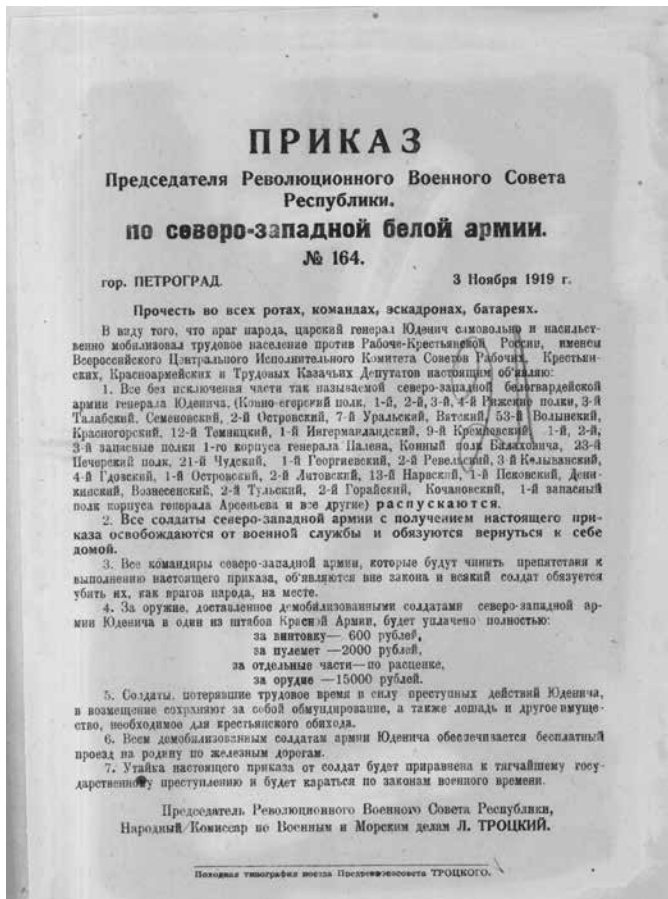 ПРИКАЗ
Председателя Революционного Военного Совета
Республики.
по северо-западной белой армии.
№ 164.
гор. ПЕТРОГРАД. 3 Ноября 1919 г.
Прочесть во всех ротах, командах, эскадронах, батареях.
В виду того, что враг народа, царский генерал Юденич самовольно и насильст-
венно мобилизовал трудовое население против Рабоче-Крестьянской России, именем
Всероссийского Центрального Исполнительного Комитета Советов Рабочих, Крестьян-
ских, Красноармейских и Трудовых Казачьих Депутатов настоящим об'являю:
1. Все без исключения части так называемой северо-западной белогвардейской
армии генерала Юденича, (Конно-егерский полк, 1-й, 2-й, 3-й, 4-й Рижские полки, 3-й
Талабский, Семеновский, 2-й Островский, 7-й Уральский, Вятский, 53-й Волынский,
Красногорский, 12-й Темницкий, 1-й Ингерманландский, 9-й Кремновский, 1-й, 2-й,
3-й запасные полки 1-го корпуса генерала Палена, Конный полк Балаховича, 23-й
Печорский полк, 21-й Чудский, 1-й Георгиевский, 2-й Ревельский, 3-й Колыванский,
4-й Гдовский, 1-й Островский, 2-й Литовский, 13-й Нарвский, 1-й Псковский, Дени-
кинский, Вознесенский, 2-й Тульский, 2-й Горайский, Кочановский, 1-й запасный
полк корпуса генерала Арсеньева и все другие) распускаются.
2. Все солдаты северо-западной армии с получением настоящего при-
каза освобождаются от военной службы и обязуются вернуться к себе
домой.
3. Все командиры северо-западной армии, которые будут чинить препятствия к
выполнению настоящего приказа, об'являются вне закона и всякий солдат обязуется
убить их, как врагов народа, на месте.
4. За оружие, доставленное демобилизованными солдатами северо-западной ар-
мии Юденича в один из штабов Красной Армии, будет уплачено полностью:
за винтовку— 600 рублей,
за пулемет —2000 рублей,
за отдельные части—по расценке,
за орудие —15000 рублей.
5. Солдаты, потерявшие трудовое время в силу преступных действий Юденича,
в возмещение сохраняют за собой обмундирование, а также лошадь и другое имуще-
ство, необходимое для крестьянского обихода.
6. Всем демобилизованным солдатам армии Юденича обеспечивается бесплатный
проезд на родину по железным дорогам.
7. Утайка настоящего приказа от солдат будет приравнена к тягчайшему госу-
дарственному преступлению и будет караться по законам военного времени.
Председатель Революционного Военного Совета Республики,
Народный Комиссар по Военным и Морским делам Л. ТРОЦКИЙ.
Походная типография поезда Предреввоенсовета ТРОЦКОГО.